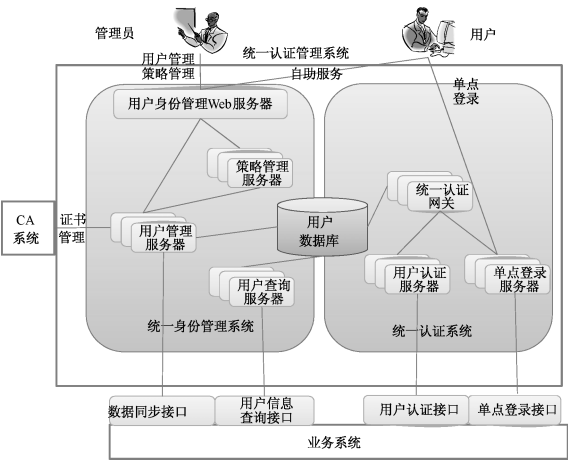 管理员
用户
用户管理
策略管理
统一认证管理系统
自助服务
单点
登录
用户身份管理Web服务器
策略管理
服务器
统一认证
网关
CA
系统
证书
管理
用户管理
服务器
用户
数据库
用户查询
服务器
用户认证
服务器
单点登录
服务器
统一身份管理系统
统一认证系统
数据同步接口
用户信息
查询接口
用户认证接口
单点登录接口
业务系统